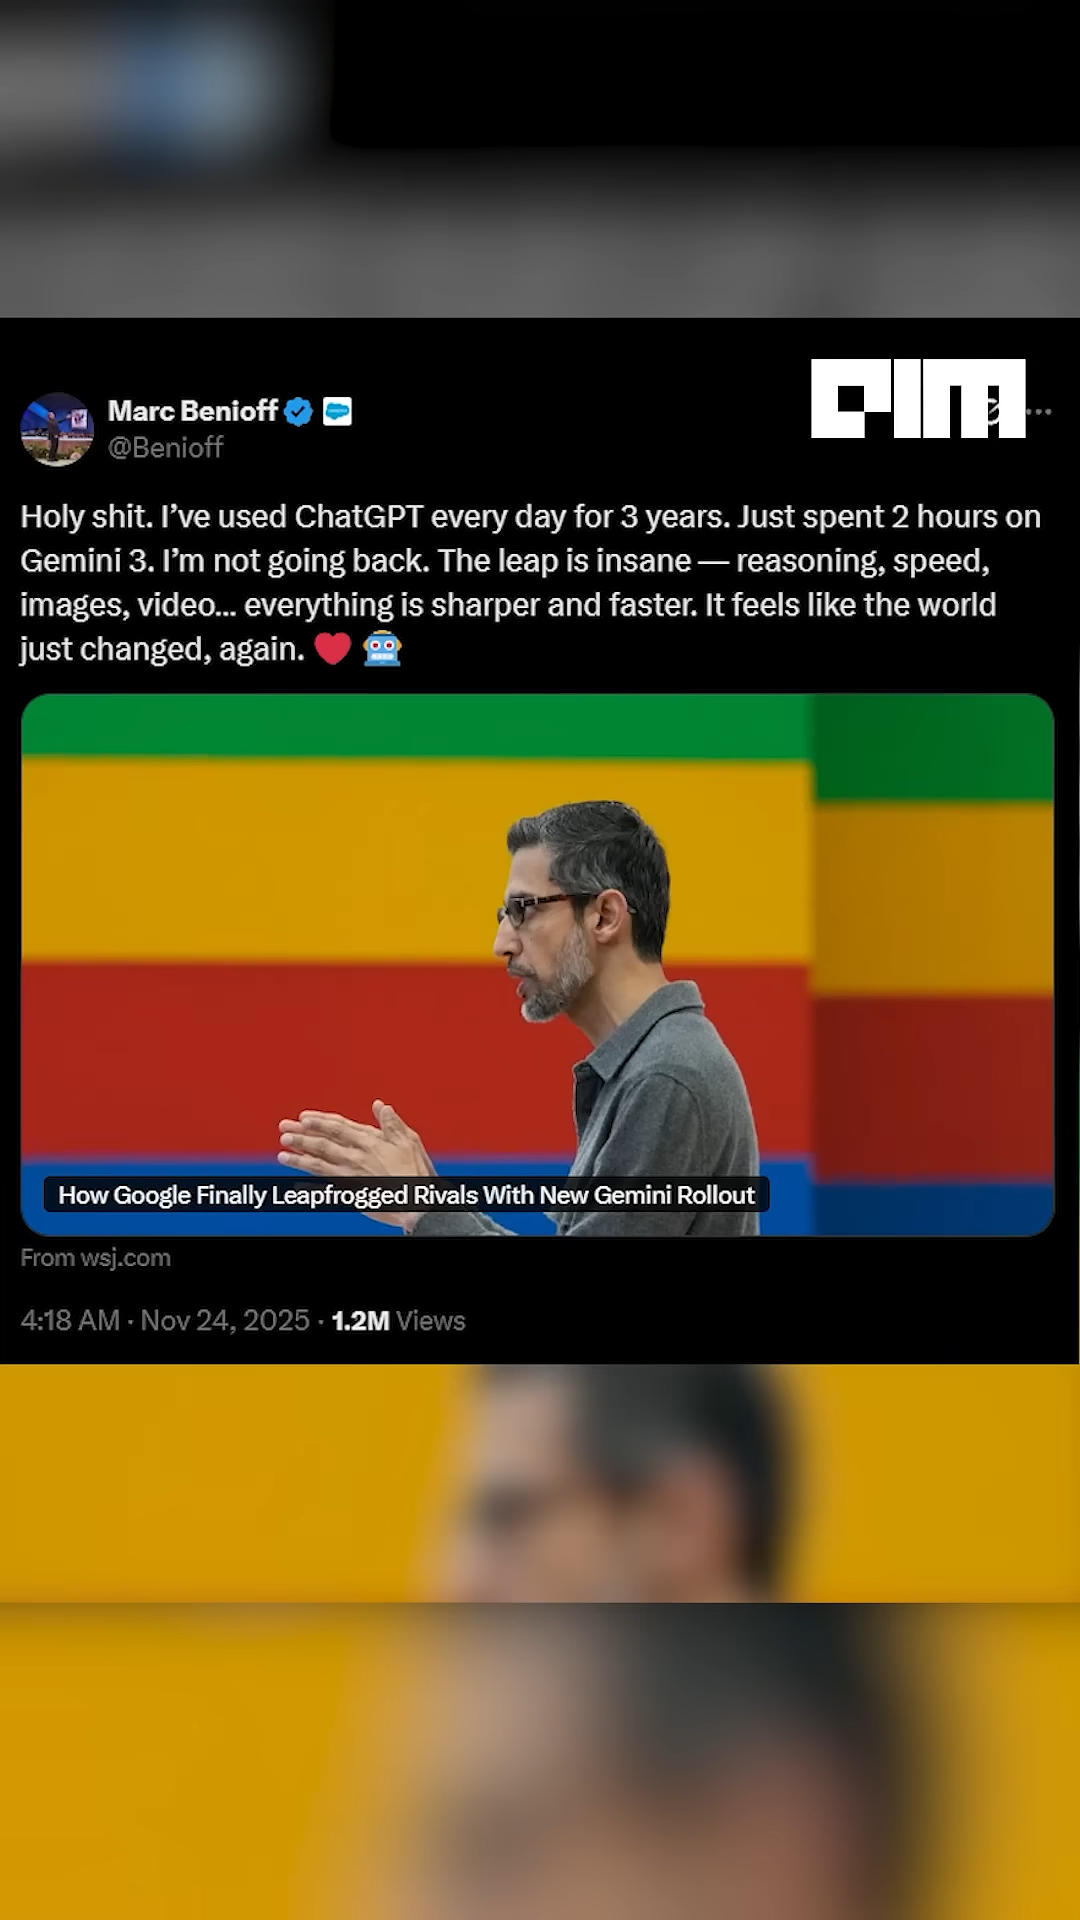 AIM
Marc Benioff
@Benioff
Holy shit. I’ve used ChatGPT every day for 3 years. Just spent 2 hours on
Gemini 3. I’m not going back. The leap is insane — reasoning, speed,
images, video... everything is sharper and faster. It feels like the world
just changed, again. ❤️ 🤖
How Google Finally Leapfrogged Rivals With New Gemini Rollout
From wsj.com
4:18 AM · Nov 24, 2025 · 1.2M Views